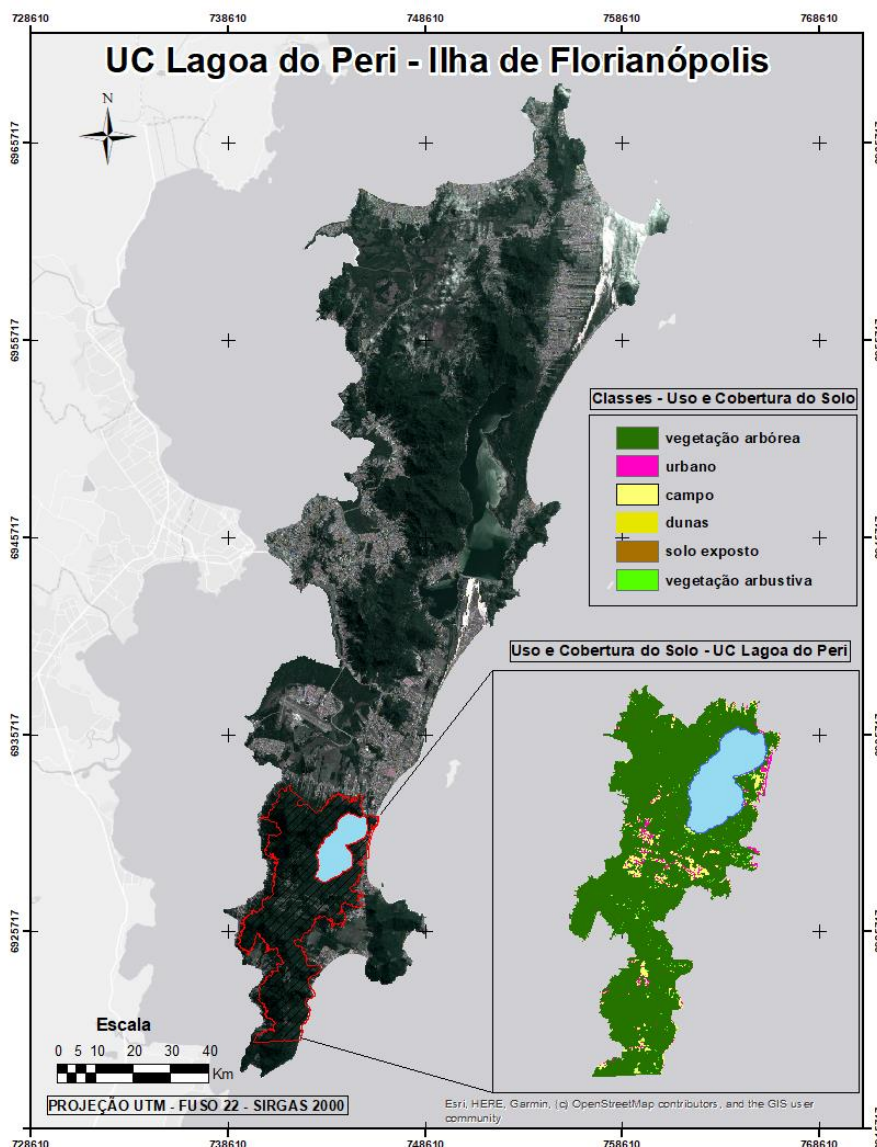 728610 738610 748610 758610 768610
UC Lagoa do Peri - Ilha de Florianópolis
N
6965717
6955717
Classes - Uso e Cobertura do Solo
vegetação arbórea
urbano
campo
dunas
solo exposto
vegetação arbustiva
6945717
Uso e Cobertura do Solo - UC Lagoa do Peri
6935717
6925717
Escala
0 5 10 20 30 40
Km
PROJEÇÃO UTM - FUSO 22 - SIRGAS 2000
Esri, HERE, Garmin, (c) OpenStreetMap contributors, and the GIS user
community
728610 738610 748610 758610 768610